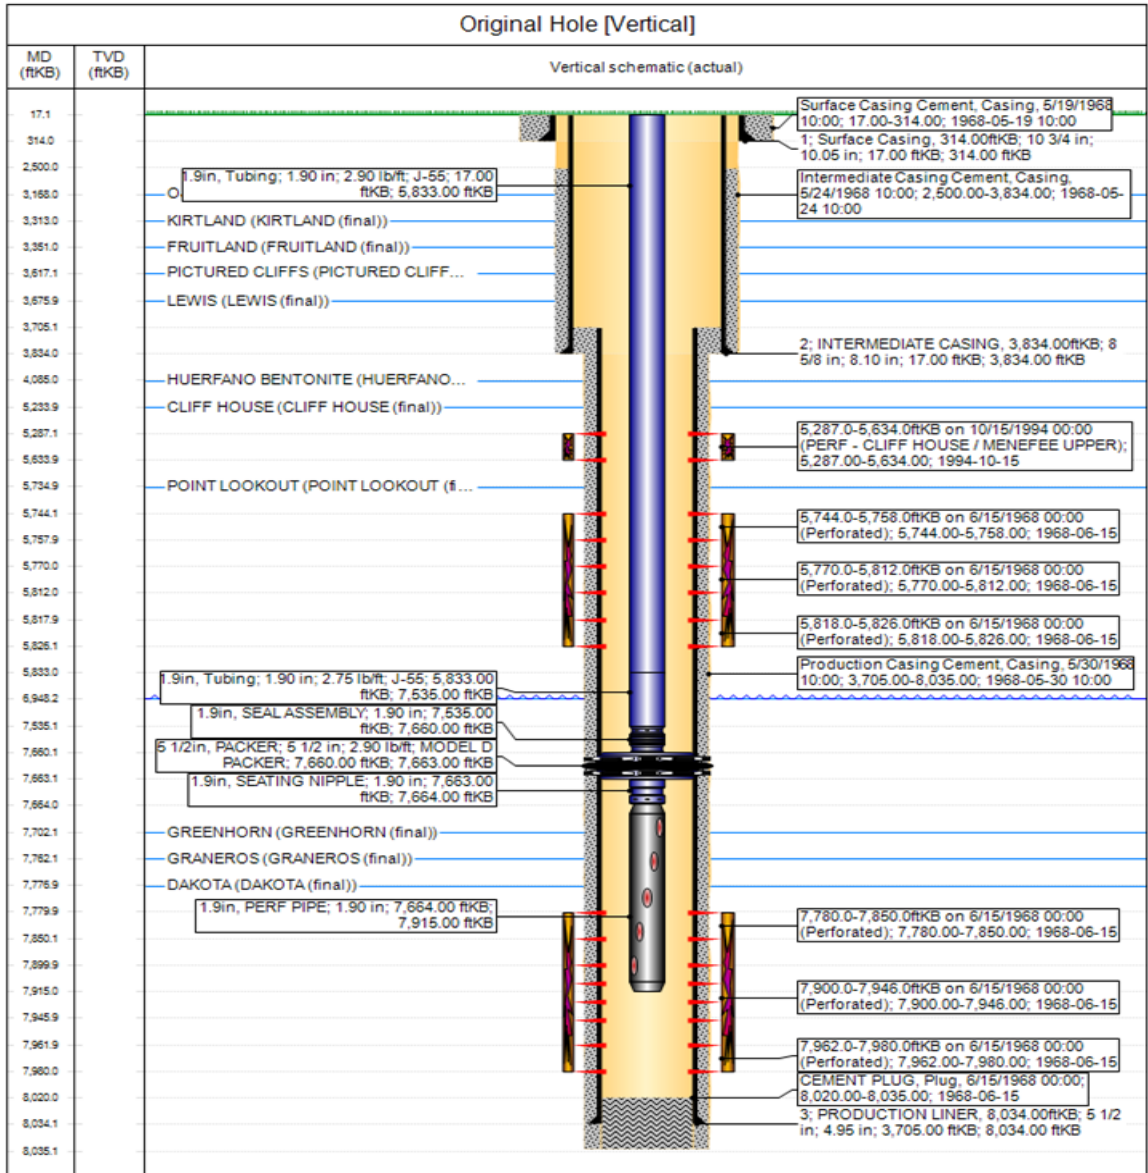 Original Hole [Vertical]
MD
(ftKB)
TVD
(ftKB)
Vertical schematic (actual)
17.1
314.0
2,500.0
3,168.0
3,313.0
3,351.0
3,617.1
3,675.9
3,705.1
3,834.0
4,085.0
5,233.9
5,287.1
5,633.9
5,734.9
5,744.1
5,757.9
5,770.0
5,812.0
5,817.9
5,826.1
5,833.0
6,948.2
7,535.1
7,660.1
7,663.1
7,664.0
7,702.1
7,762.1
7,776.9
7,779.9
7,850.1
7,899.9
7,915.0
7,945.9
7,961.9
7,980.0
8,020.0
8,034.1
8,035.1
1.9in, Tubing; 1.90 in; 2.90 lb/ft; J-55; 17.00
ftKB; 5,833.00 ftKB
KIRTLAND (KIRTLAND (final))
FRUITLAND (FRUITLAND (final))
PICTURED CLIFFS (PICTURED CLIFF...
LEWIS (LEWIS (final))
HUERFANO BENTONITE (HUERFANO...
CLIFF HOUSE (CLIFF HOUSE (final))
POINT LOOKOUT (POINT LOOKOUT (fi...
1.9in, Tubing; 1.90 in; 2.75 lb/ft; J-55; 5,833.00
ftKB; 7,535.00 ftKB
1.9in, SEAL ASSEMBLY; 1.90 in; 7,535.00
ftKB; 7,660.00 ftKB
5 1/2in, PACKER; 5 1/2 in; 2.90 lb/ft; MODEL D
PACKER; 7,660.00 ftKB; 7,663.00 ftKB
1.9in, SEATING NIPPLE; 1.90 in; 7,663.00
ftKB; 7,664.00 ftKB
GREENHORN (GREENHORN (final))
GRANEROS (GRANEROS (final))
DAKOTA (DAKOTA (final))
1.9in, PERF PIPE; 1.90 in; 7,664.00 ftKB;
7,915.00 ftKB
Surface Casing Cement, Casing, 5/19/1968
10:00; 17.00-314.00; 1968-05-19 10:00
1; Surface Casing, 314.00ftKB; 10 3/4 in;
10.05 in; 17.00 ftKB; 314.00 ftKB
Intermediate Casing Cement, Casing,
5/24/1968 10:00; 2,500.00-3,834.00; 1968-05-
24 10:00
2; INTERMEDIATE CASING, 3,834.00ftKB; 8
5/8 in; 8.10 in; 17.00 ftKB; 3,834.00 ftKB
5,287.0-5,634.0ftKB on 10/15/1994 00:00
(PERF - CLIFF HOUSE / MENEFEE UPPER);
5,287.00-5,634.00; 1994-10-15
5,744.0-5,758.0ftKB on 6/15/1968 00:00
(Perforated); 5,744.00-5,758.00; 1968-06-15
5,770.0-5,812.0ftKB on 6/15/1968 00:00
(Perforated); 5,770.00-5,812.00; 1968-06-15
5,818.0-5,826.0ftKB on 6/15/1968 00:00
(Perforated); 5,818.00-5,826.00; 1968-06-15
Production Casing Cement, Casing, 5/30/1968
10:00; 3,705.00-8,035.00; 1968-05-30 10:00
7,780.0-7,850.0ftKB on 6/15/1968 00:00
(Perforated); 7,780.00-7,850.00; 1968-06-15
7,900.0-7,946.0ftKB on 6/15/1968 00:00
(Perforated); 7,900.00-7,946.00; 1968-06-15
7,962.0-7,980.0ftKB on 6/15/1968 00:00
(Perforated); 7,962.00-7,980.00; 1968-06-15
CEMENT PLUG, Plug, 6/15/1968 00:00;
8,020.00-8,035.00; 1968-06-15
3; PRODUCTION LINER, 8,034.00ftKB; 5 1/2
in; 4.95 in; 3,705.00 ftKB; 8,034.00 ftKB